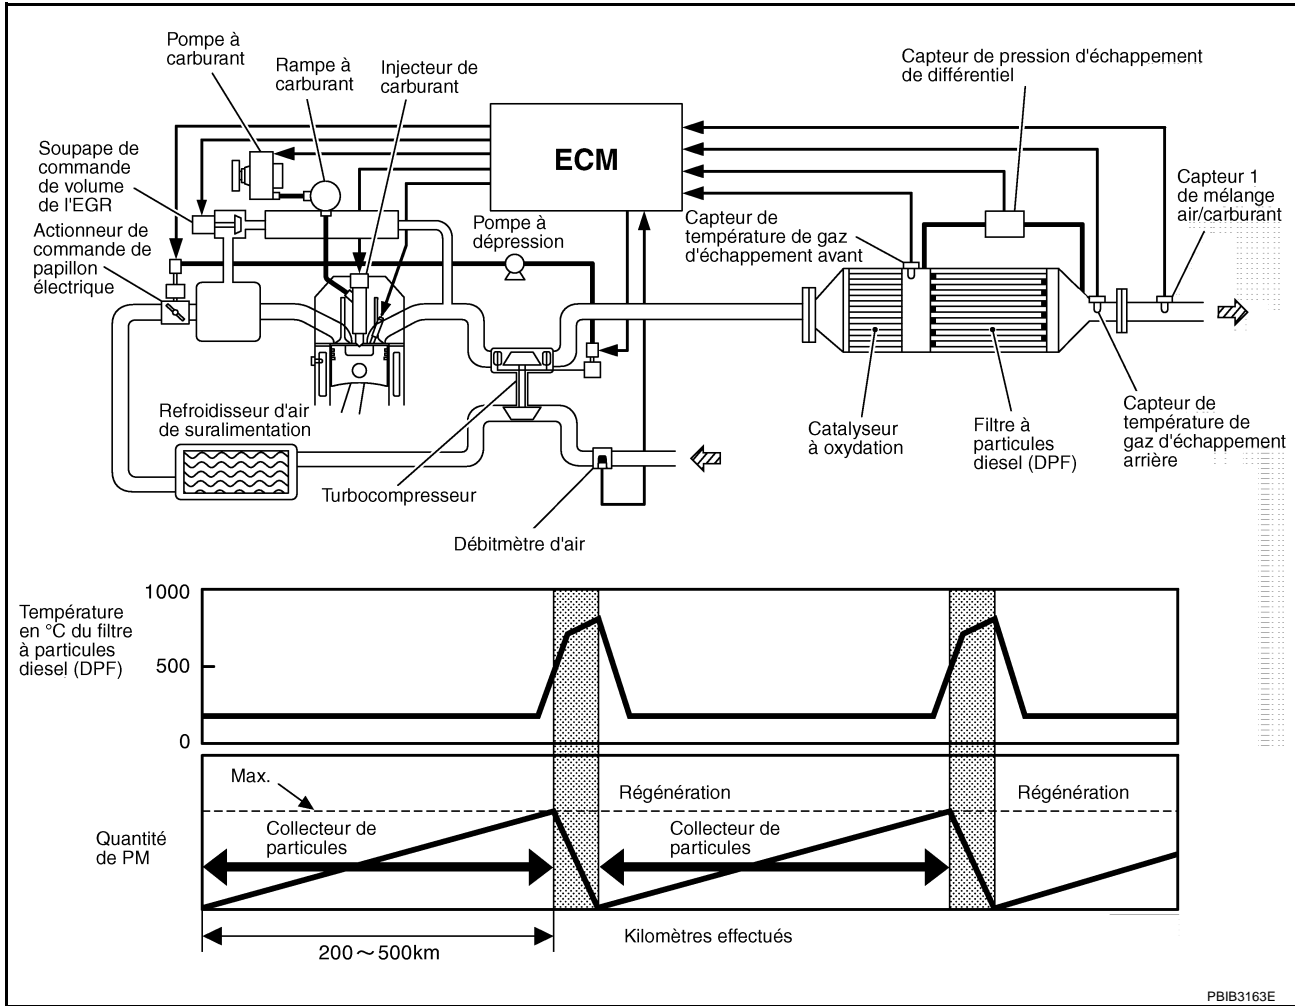 Pompe à
carburant
Rampe à
carburant
Injecteur de
carburant
Capteur de pression d'échappement
de différentiel
Soupape de
commande
de volume
de l'EGR
ECM
Capteur 1
de mélange
air/carburant
Actionneur de
commande de
papillon
électrique
Pompe à
dépression
Capteur de
température de gaz
d'échappement avant
Refroidisseur d'air
de suralimentation
Catalyseur
à oxydation
Filtre à
particules
diesel (DPF)
Capteur de
température de
gaz d'échappement
arrière
Turbocompresseur
Débitmètre d'air
Température
en °C du filtre
à particules
diesel (DPF)
1000
500
0
Max.
Régénération
Régénération
Quantité
de PM
Collecteur de
particules
Collecteur de
particules
200～500km
Kilomètres effectués
PBIB3163E